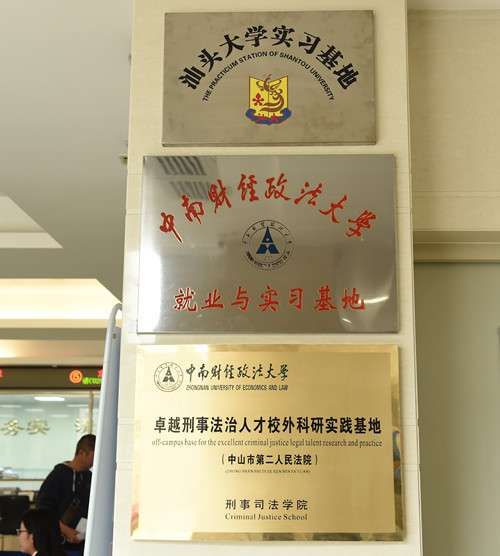 汕头大学实习基地
THE PRACTICUM STATION OF SHANTOU UNIVERSITY
中南财经政法大学
就业与实习基地
中南财经政法大学
ZHONGNAN UNIVERSITY OF ECONOMICS AND LAW
卓越刑事法治人才校外科研实践基地
off-campus base for the excellent criminal justice legal talent research and practice
(中山市第二人民法院)
刑事司法学院
Criminal Justice School